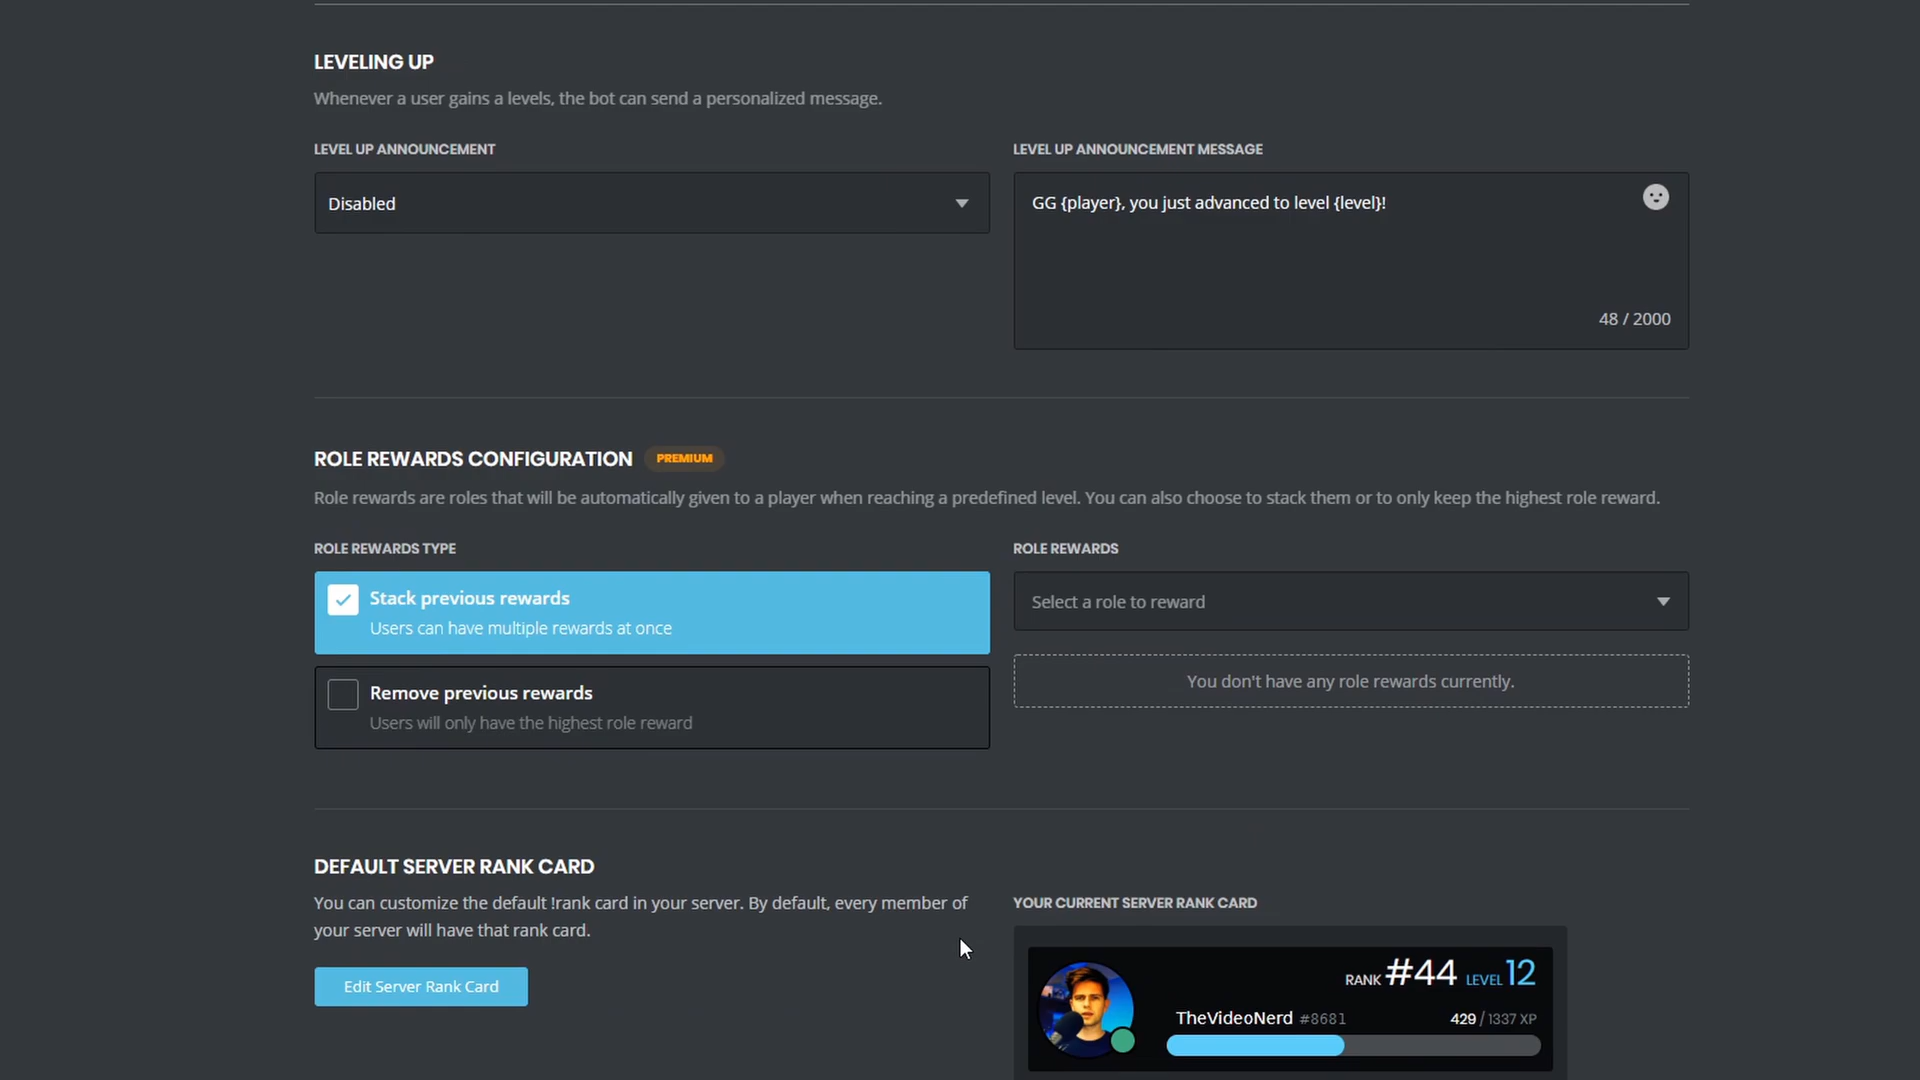 LEVELING UP
Whenever a user gains a levels, the bot can send a personalized message.
LEVEL UP ANNOUNCEMENT
Disabled
LEVEL UP ANNOUNCEMENT MESSAGE
GG {player}, you just advanced to level {level}!
48 / 2000
ROLE REWARDS CONFIGURATION PREMIUM
Role rewards are roles that will be automatically given to a player when reaching a predefined level. You can also choose to stack them or to only keep the highest role reward.
ROLE REWARDS TYPE
Stack previous rewards
Users can have multiple rewards at once
Remove previous rewards
Users will only have the highest role reward
ROLE REWARDS
Select a role to reward
You don't have any role rewards currently.
DEFAULT SERVER RANK CARD
You can customize the default !rank card in your server. By default, every member of
your server will have that rank card.
Edit Server Rank Card
YOUR CURRENT SERVER RANK CARD
RANK #44 LEVEL 12
TheVideoNerd #8681 429 / 1337 XP